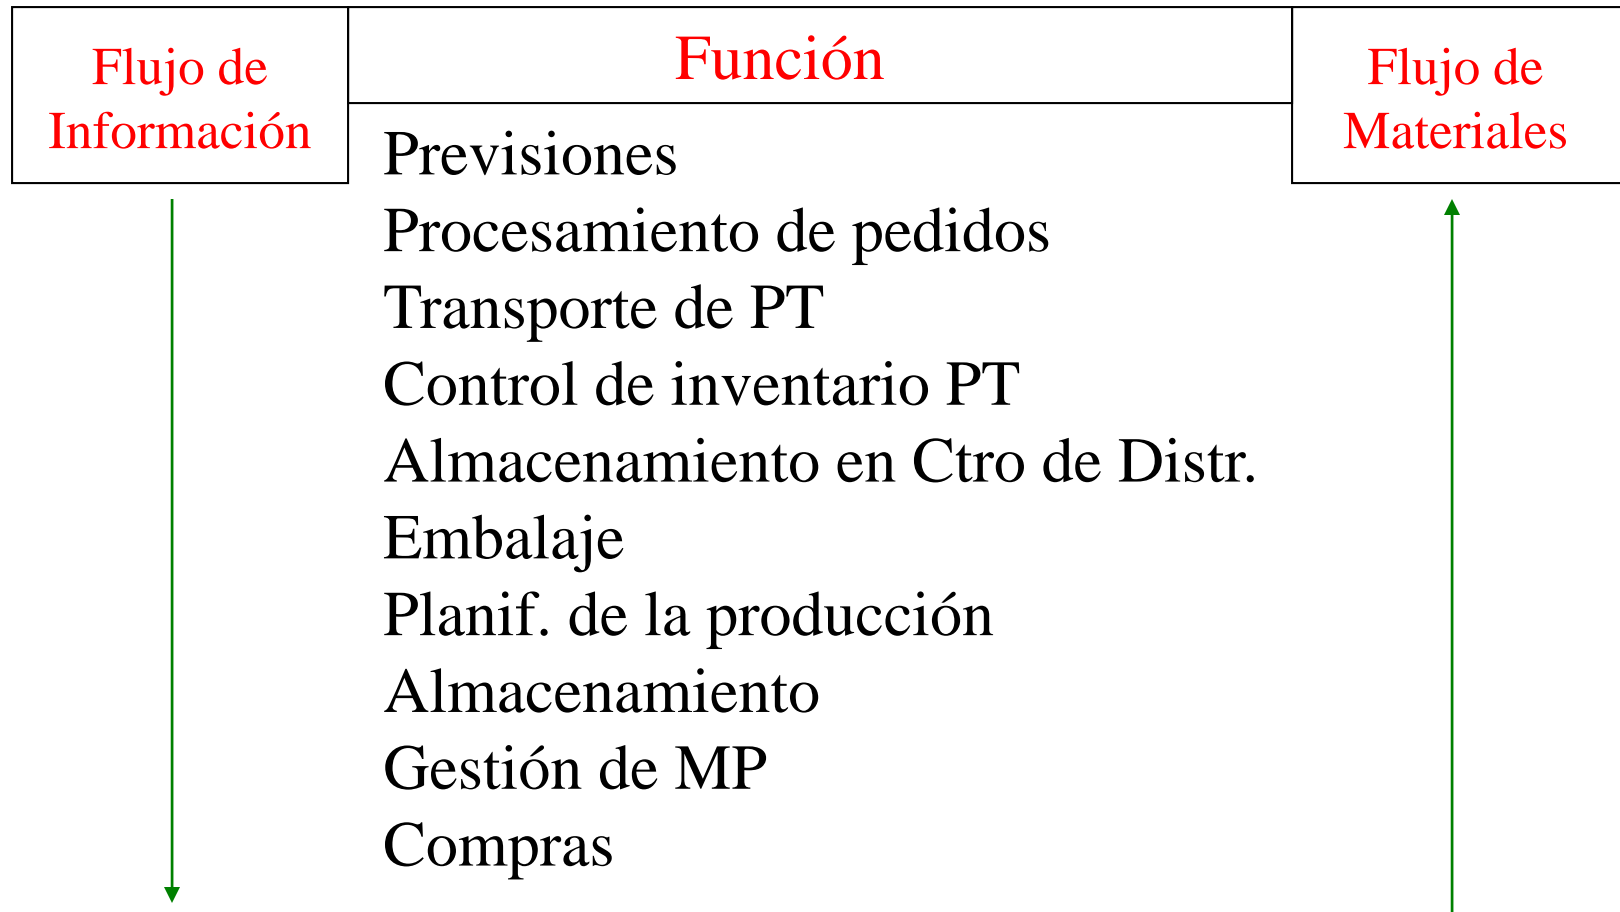 Flujo de
Información
Función
Flujo de
Materiales
Previsiones
Procesamiento de pedidos
Transporte de PT
Control de inventario PT
Almacenamiento en Ctro de Distr.
Embalaje
Planif. de la producción
Almacenamiento
Gestión de MP
Compras